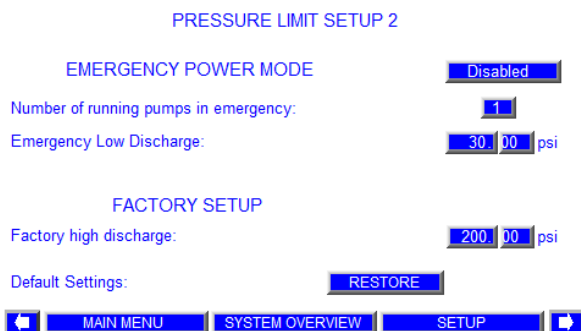 PRESSURE LIMIT SETUP 2
EMERGENCY POWER MODE Disabled
Number of running pumps in emergency: 1
Emergency Low Discharge: 30. 00 psi
FACTORY SETUP
Factory high discharge: 200. 00 psi
Default Settings: RESTORE
MAIN MENU SYSTEM OVERVIEW SETUP